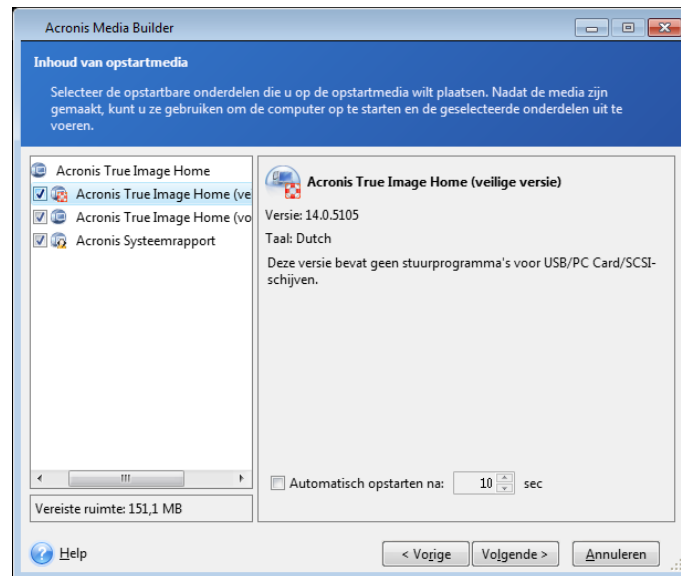 Acronis Media Builder
Inhoud van opstartmedia
Selecteer de opstartbare onderdelen die u op de opstartmedia wilt plaatsen. Nadat de media zijn
gemaakt, kunt u ze gebruiken om de computer op te starten en de geselecteerde onderdelen uit te
voeren.
Acronis True Image Home
Acronis True Image Home (ve
Acronis True Image Home (vo
Acronis Systeemrapport
Vereiste ruimte: 151,1 MB
Acronis True Image Home (veilige versie)
Versie: 14.0.5105
Taal: Dutch
Deze versie bevat geen stuurprogramma's voor USB/PC Card/SCSI-
schijven.
Automatisch opstarten na: 10 sec
Help
< Vorige Volgende > Annuleren